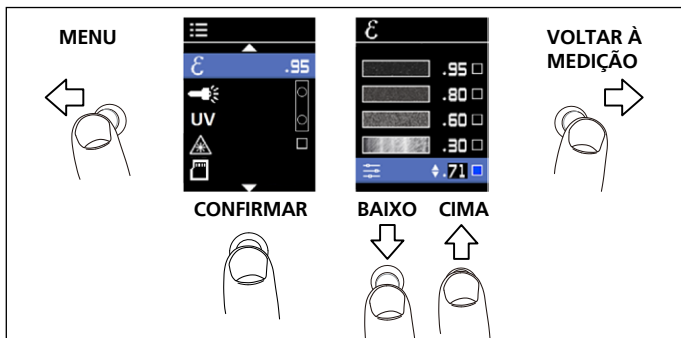 MENU
VOLTAR À
MEDIÇÃO
ε .95
UV
ε
.95
.80
.60
.30
.71
CONFIRMAR
BAIXO CIMA